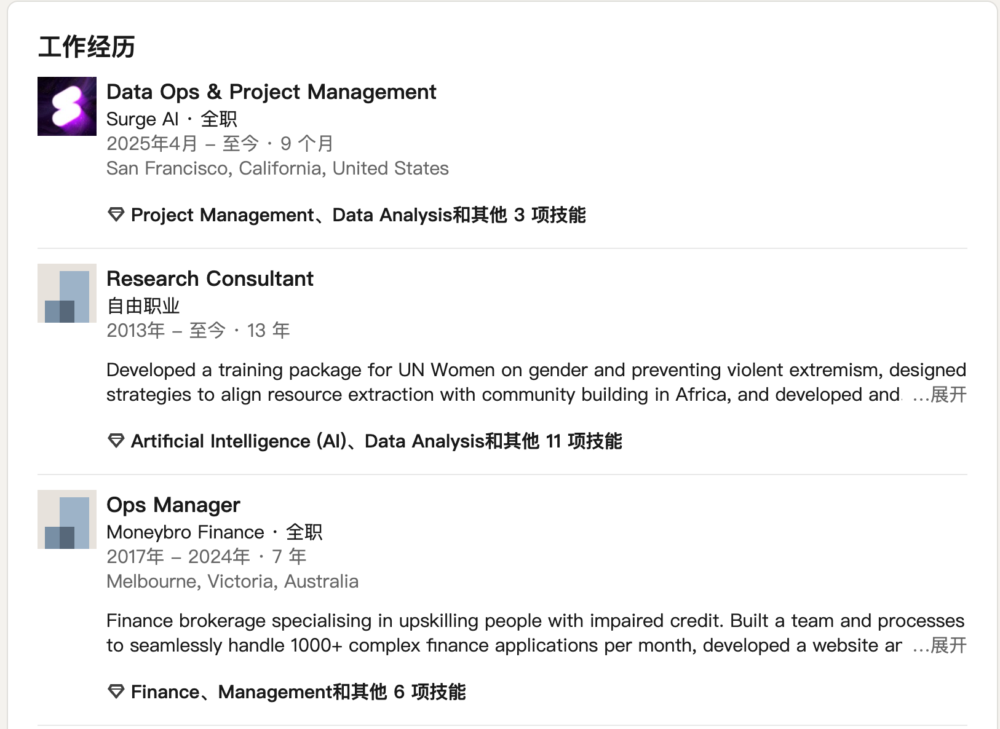 工作经历
Data Ops & Project Management
Surge AI · 全职
2025年4月 – 至今 · 9 个月
San Francisco, California, United States
Project Management、Data Analysis和其他 3 项技能
Research Consultant
自由职业
2013年 – 至今 · 13 年
Developed a training package for UN Women on gender and preventing violent extremism, designed
strategies to align resource extraction with community building in Africa, and developed and …展开
Artificial Intelligence (AI)、Data Analysis和其他 11 项技能
Ops Manager
Moneybro Finance · 全职
2017年 – 2024年 · 7 年
Melbourne, Victoria, Australia
Finance brokerage specialising in upskilling people with impaired credit. Built a team and processes
to seamlessly handle 1000+ complex finance applications per month, developed a website …展开
Finance、Management和其他 6 项技能